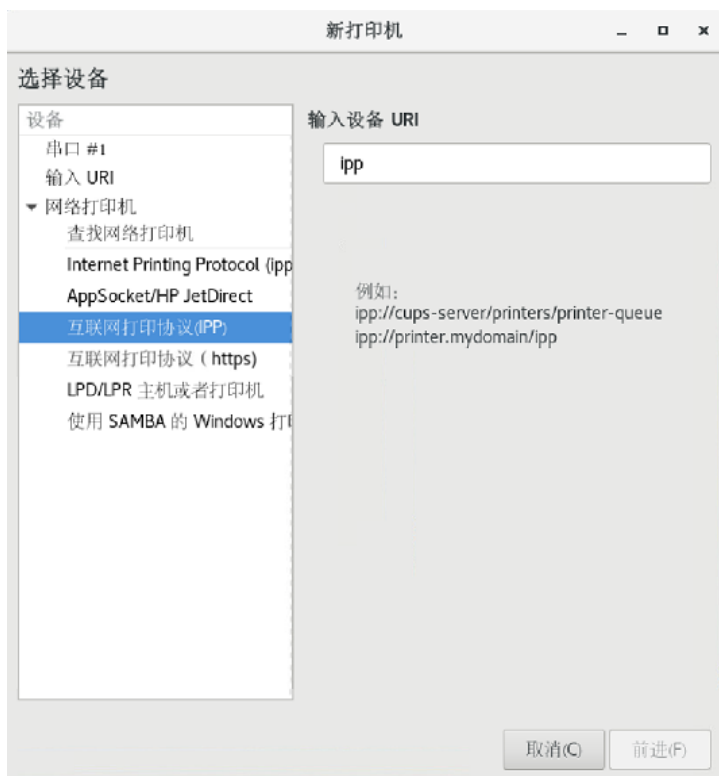 新打印机
选择设备
设备
串口 #1
输入 URI
网络打印机
查找网络打印机
Internet Printing Protocol (ipp
AppSocket/HP JetDirect
互联网打印协议(IPP)
互联网打印协议 ( https)
LPD/LPR 主机或者打印机
使用 SAMBA 的 Windows 打
输入设备 URI
ipp
例如:
ipp://cups-server/printers/printer-queue
ipp://printer.mydomain/ipp
取消(C)
前进(F)